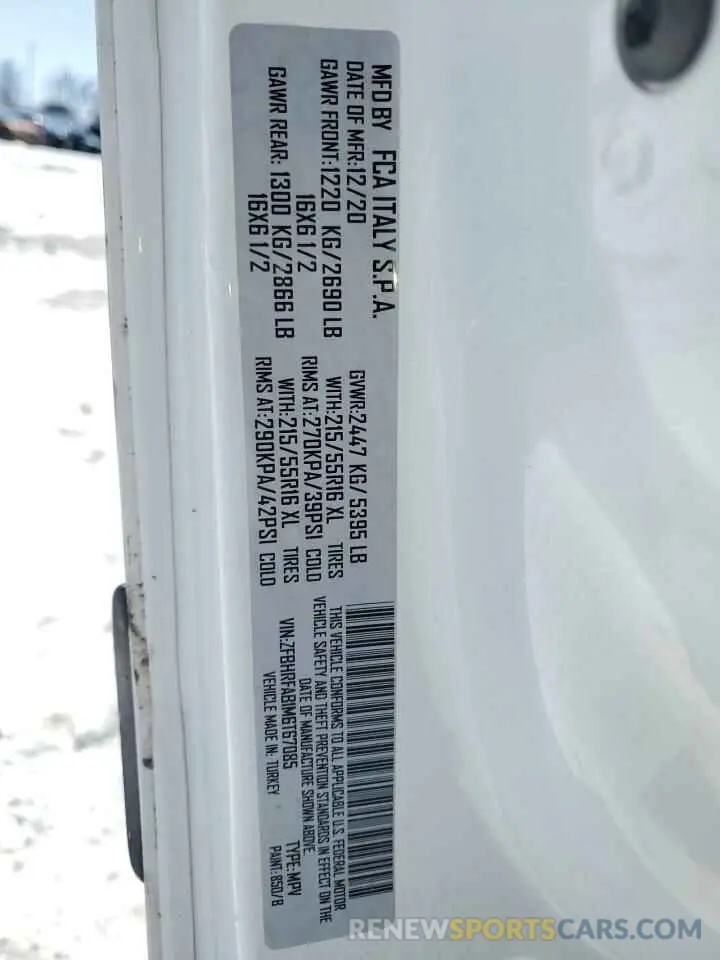 MFD BY FCA ITALY S.P.A.
DATE OF MFR:12/20 GVWR:2447 KG/5395 LB
GAWR FRONT:1220 KG/2690 LB WITH:215/55R16 XL TIRES
16X6 1/2 RIMS AT:270KPA/39PSI COLD
GAWR REAR: 1300 KG/2866 LB WITH:215/55R16 XL TIRES
16X6 1/2 RIMS AT:290KPA/42PSI COLD
THIS VEHICLE CONFORMS TO ALL APPLICABLE U.S. FEDERAL MOTOR
VEHICLE SAFETY AND THEFT PREVENTION STANDARDS IN EFFECT ON THE
DATE OF MANUFACTURE SHOWN ABOVE.
VIN:ZFBHRFAB1M6T67085 TYPE:MPV
VEHICLE MADE IN: TURKEY PAINT: 850/B
RENEWSPORTSCARS.COM